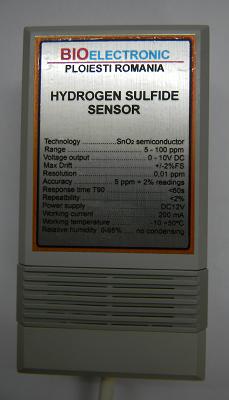 BIOELECTRONIC
PLOIESTI ROMANIA
HYDROGEN SULFIDE
SENSOR
Technology ................SnO2 semiconductor
Range ........................ 5 - 100 ppm
Voltage output ............ 0 - 10V DC
Max Drift ..................... +/-2%FS
Resolution ................... 0,01 ppm
Accuracy ............ 5 ppm + 2% readings
Response time T90 ............ <60s
Repeatbility ..................... <2%
Power supply .................. DC12V
Working current ............... 200 mA
Working temperature ...... -10 +50ºC
Relative humidity 0-95% .... no condensing